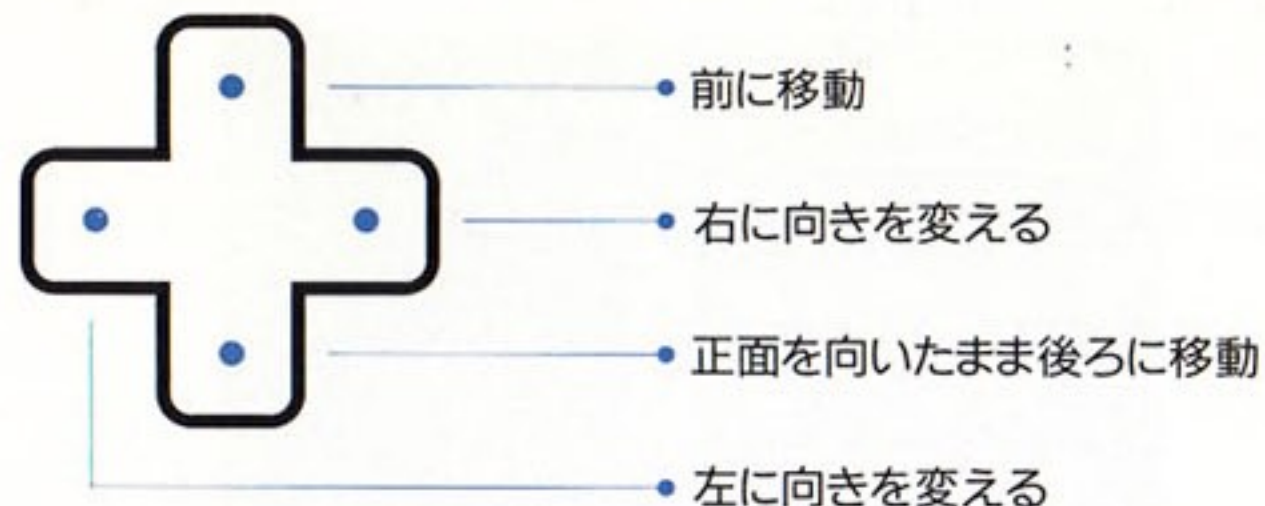 前に移動
右に向きを変える
正面を向いたまま後ろに移動
左に向きを変える